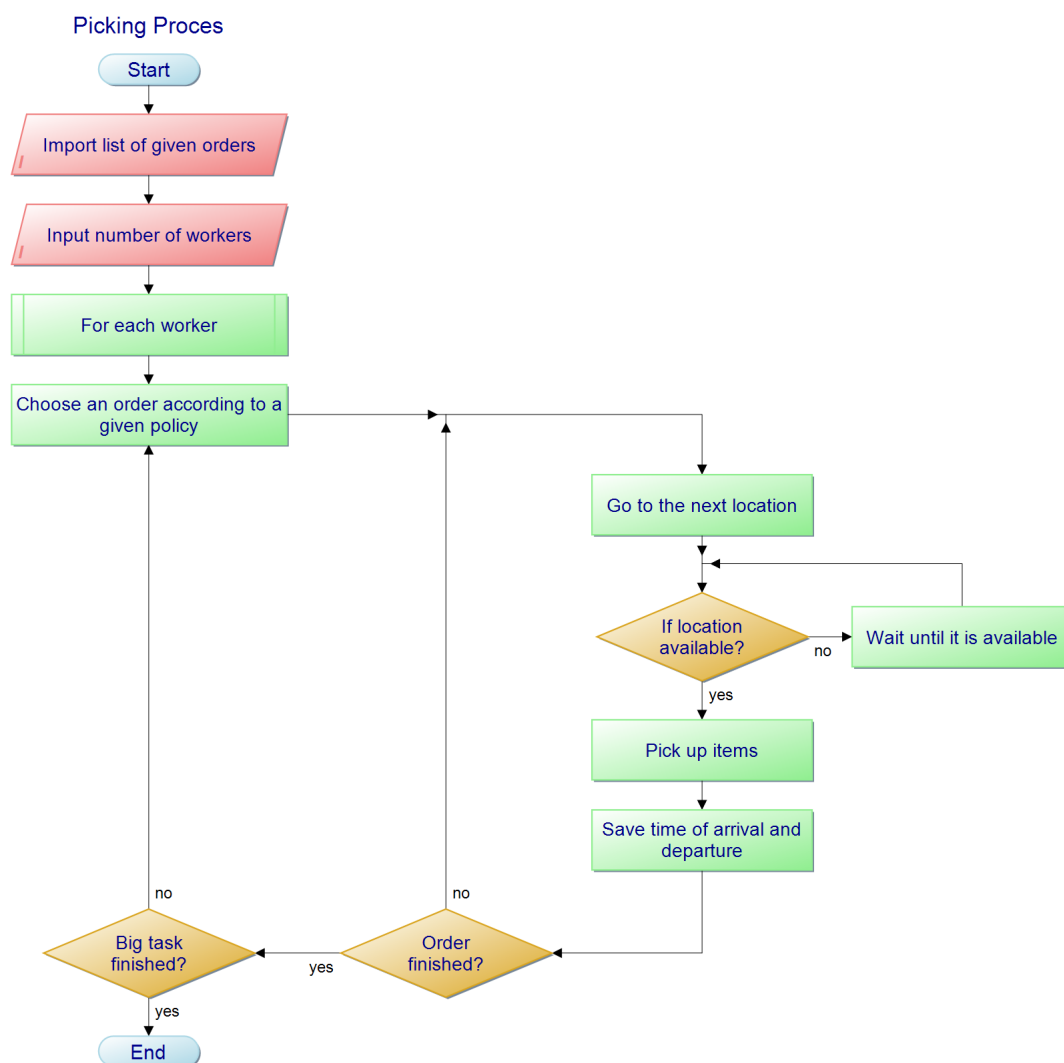 Picking Proces
Start
Import list of given orders
Input number of workers
For each worker
Choose an order according to a
given policy
Go to the next location
If location
available?
no
Wait until it is available
yes
Pick up items
Save time of arrival and
departure
no
no
Order
finished?
yes
Big task
finished?
yes
End